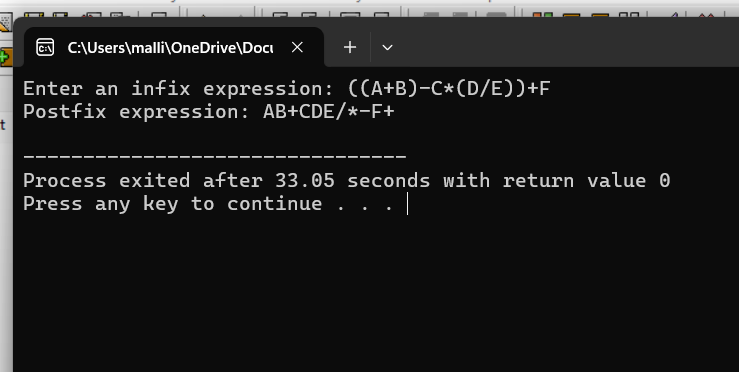 C:\Users\malli\OneDrive\Docu
Enter an infix expression: ((A+B)-C*(D/E))+F
Postfix expression: AB+CDE/*-F+
--------------------------------
Process exited after 33.05 seconds with return value 0
Press any key to continue . . .
t